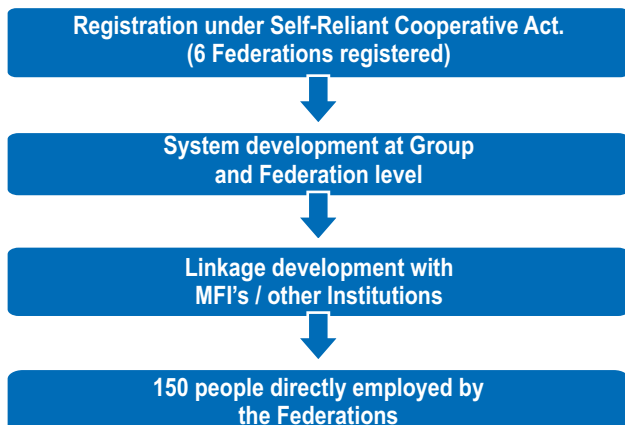 Registration under Self-Reliant Cooperative Act.
(6 Federations registered)
System development at Group
and Federation level
Linkage development with
MFI's / other Institutions
150 people directly employed by
the Federations